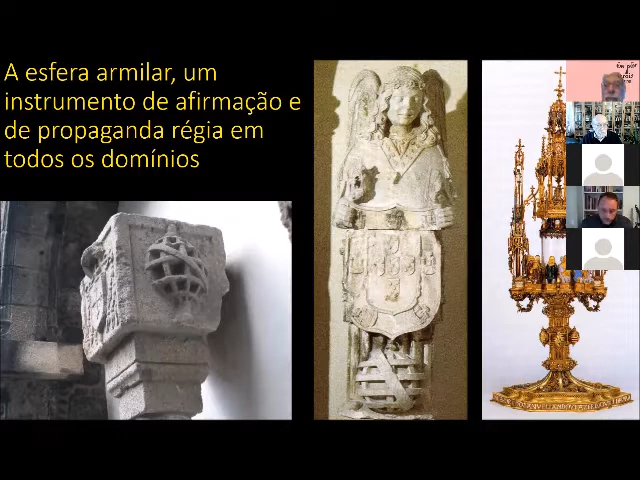 A esfera armilar, um
instrumento de afirmação e
de propaganda régia em
todos os domínios